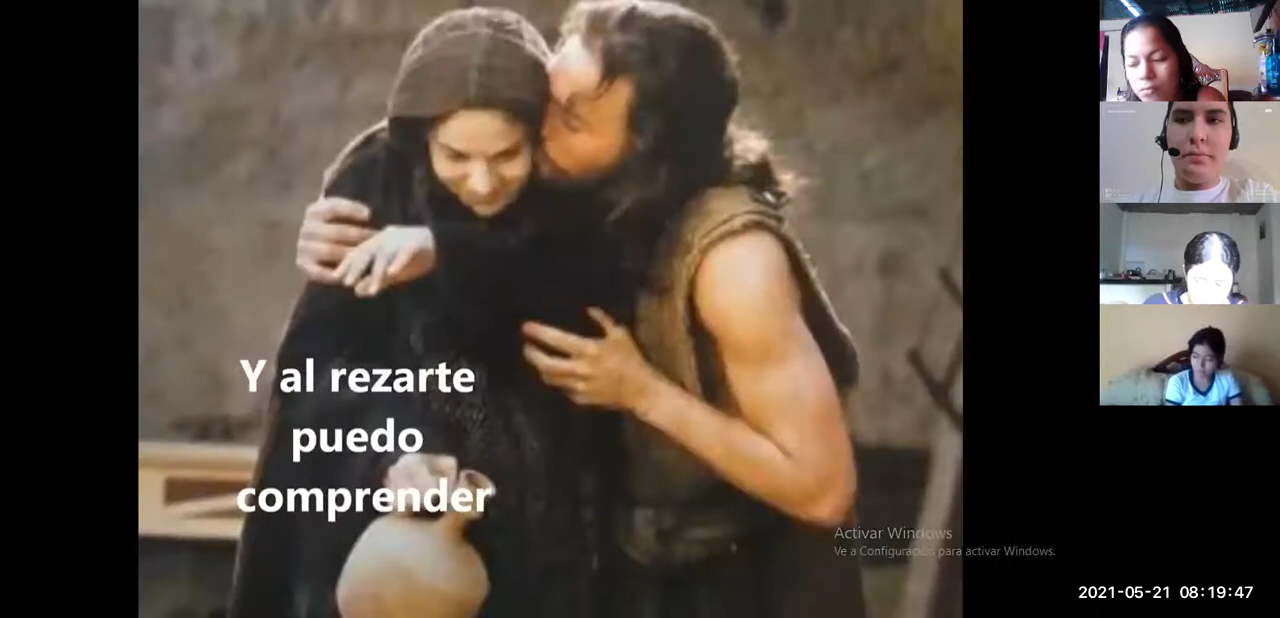 Y al rezarte
puedo
comprender
Activar Windows
Ve a Configuración para activar Windows.
2021-05-21 08:19:47